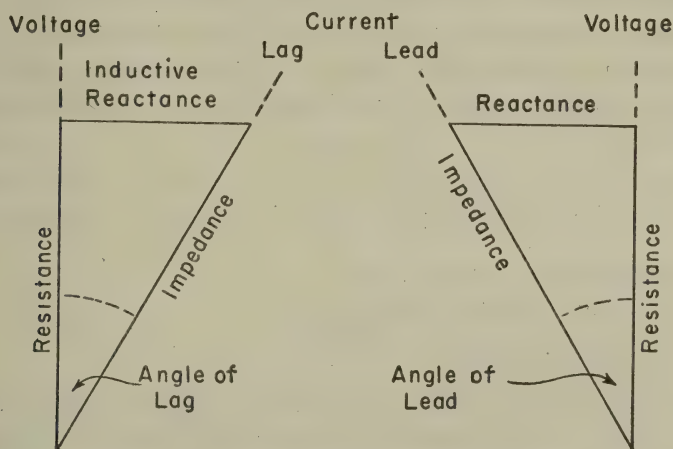 Voltage
Current
Voltage
Lag
Lead
Inductive
Reactance
Reactance
Resistance
Impedance
Impedance
Resistance
Angle of
Lag
Angle of
Lead